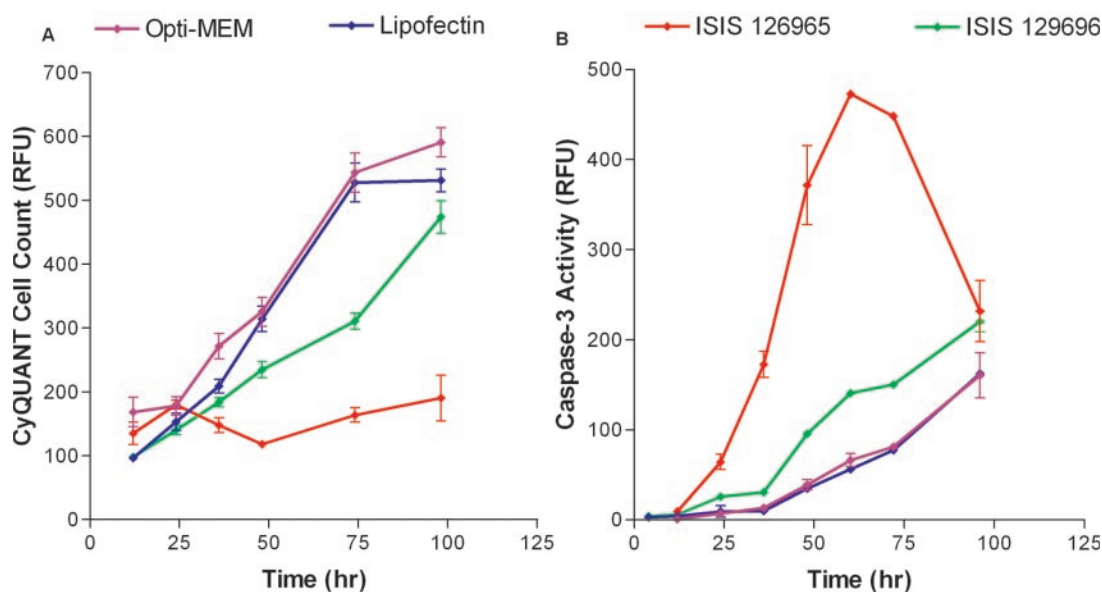 A
Opti-MEM
Lipofectin
B
ISIS 126965
ISIS 129696
700
600
500
400
300
200
100
0
CyQUANT Cell Count (RFU)
0 25 50 75 100 125
Time (hr)
500
400
300
200
100
0
Caspase-3 Activity (RFU)
0 25 50 75 100 125
Time (hr)